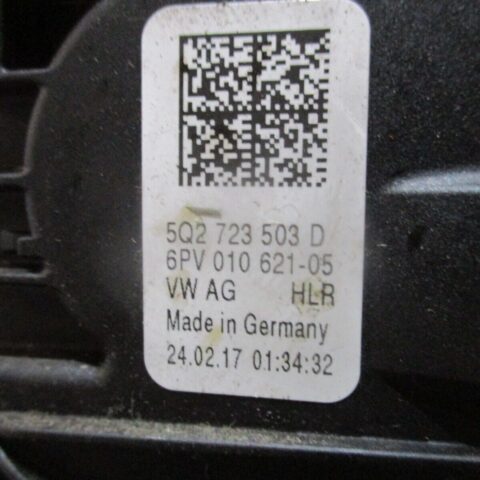 5Q2 723 503 D
6PV 010 621-05
VW AG HLR
Made in Germany
24.02.17 01:34:32